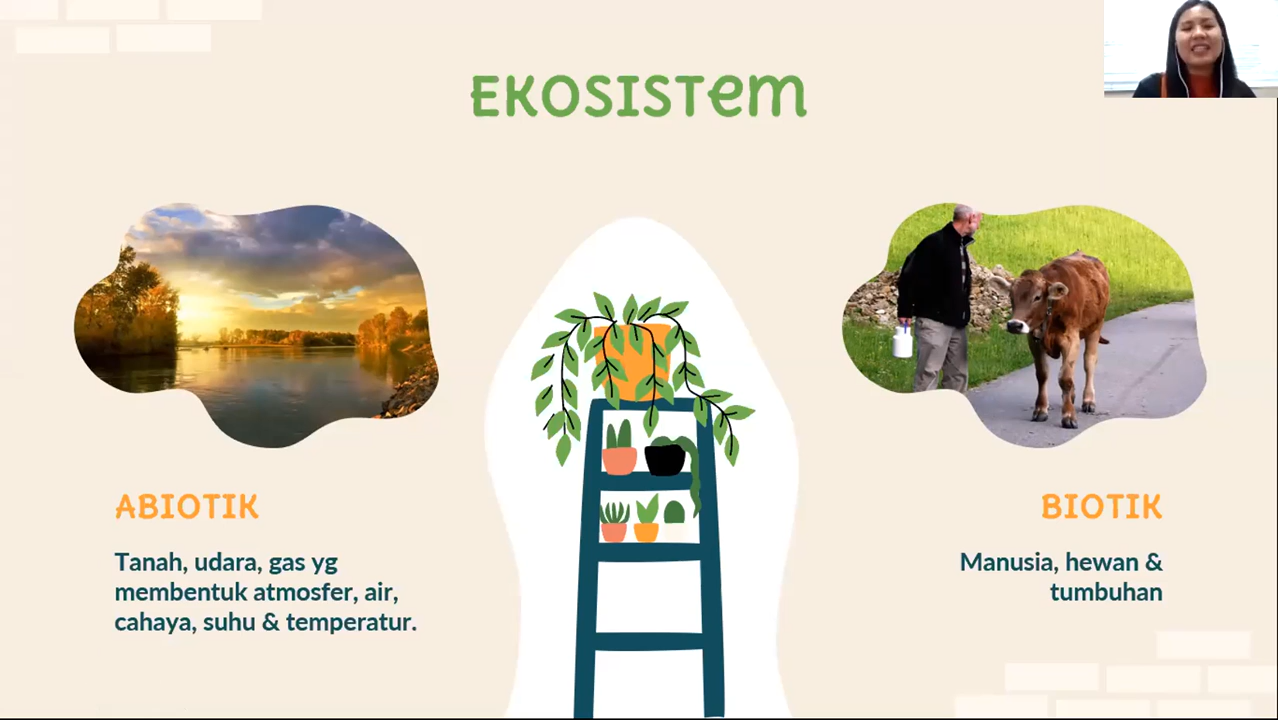 EKOSISTem
ABIOTIK
Tanah, udara, gas yg
membentuk atmosfer, air,
cahaya, suhu & temperatur.
BIOTIK
Manusia, hewan &
tumbuhan